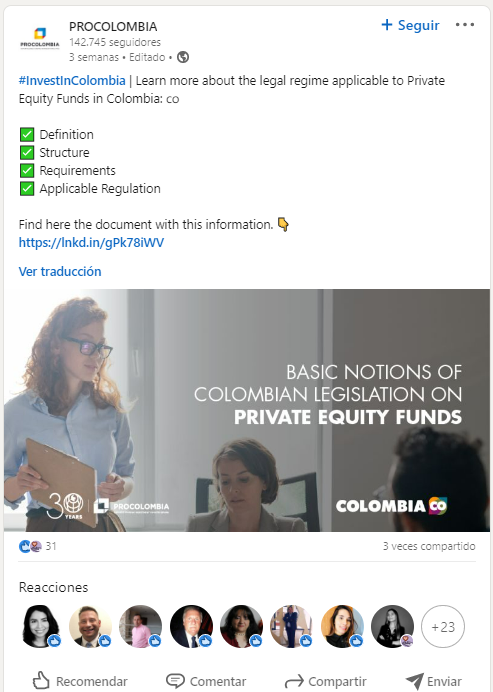 PROCOLOMBIA
PROCOLOMBIA
+ Seguir
142.745 seguidores
3 semanas • Editado •
#InvestInColombia | Learn more about the legal regime applicable to Private
Equity Funds in Colombia: co
✅ Definition
✅ Structure
✅ Requirements
✅ Applicable Regulation
Find here the document with this information. 👇
https://lnkd.in/gPk78iWV
Ver traducción
BASIC NOTIONS OF
COLOMBIAN LEGISLATION ON
PRIVATE EQUITY FUNDS
30
YEARS
PROCOLOMBIA
COLOMBIA CO
31
3 veces compartido
Reacciones
+23
Recomendar
Comentar
Compartir
Enviar